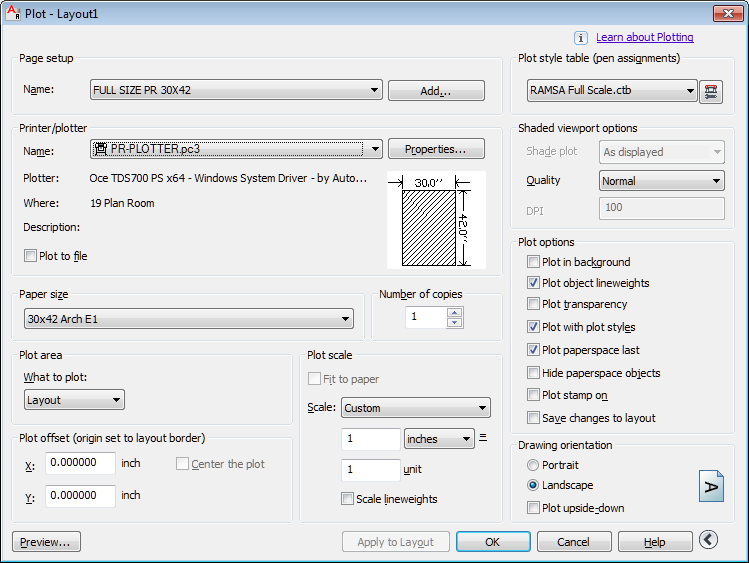 Plot - Layout1
Learn about Plotting
Page setup
Name:
FULL SIZE PR 30X42
Add...
Plot style table (pen assignments)
RAMSA Full Scale.ctb
Printer/plotter
Name:
PR-PLOTTER.pc3
Properties...
Plotter:
Oce TDS700 PS x64 - Windows System Driver - by Auto...
Where:
19 Plan Room
Description:
Plot to file
30.0''
42.0''
Shaded viewport options
Shade plot
As displayed
Quality
Normal
DPI
100
Paper size
30x42 Arch E1
Number of copies
1
Plot options
Plot in background
Plot object lineweights
Plot transparency
Plot with plot styles
Plot paperspace last
Hide paperspace objects
Plot stamp on
Save changes to layout
Plot area
What to plot:
Layout
Plot scale
Fit to paper
Scale:
Custom
1
inches
=
1
unit
Scale lineweights
Plot offset (origin set to layout border)
X:
0.000000
inch
Center the plot
Y:
0.000000
inch
Drawing orientation
Portrait
Landscape
Plot upside-down
A
Preview...
Apply to Layout
OK
Cancel
Help